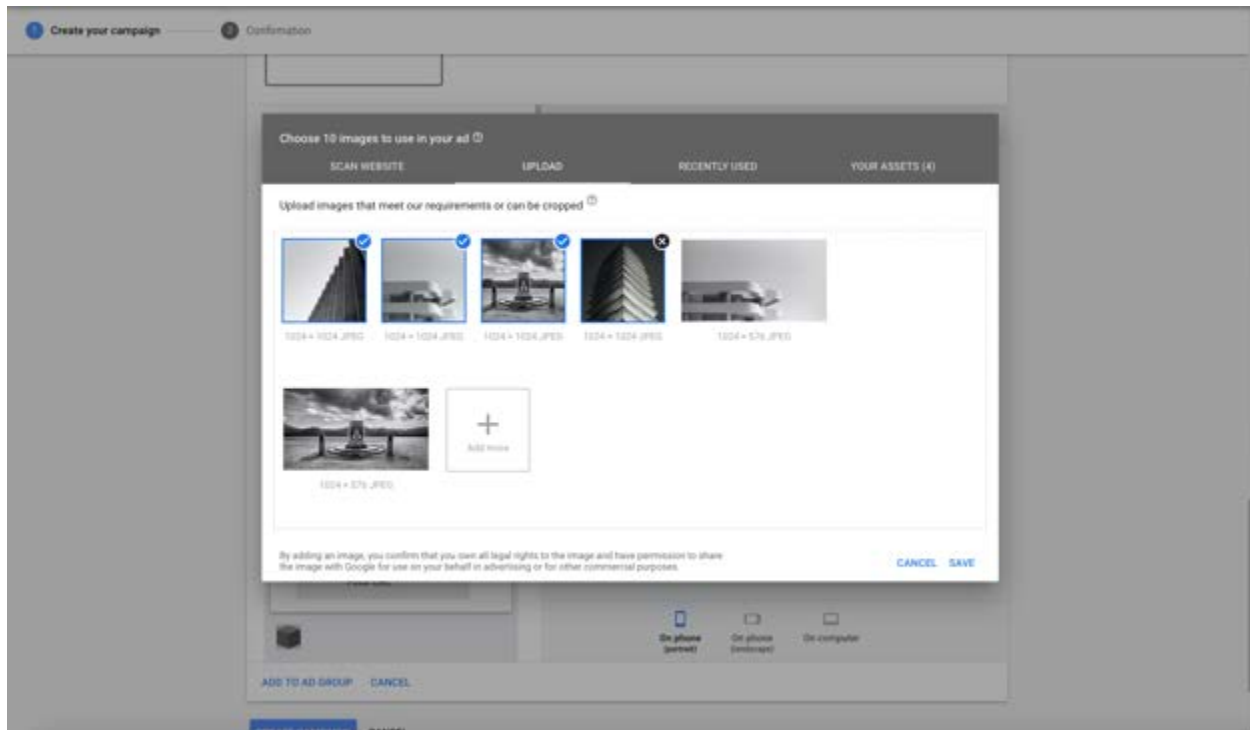 1 Create your campaign
2 Confirmation
Choose 10 images to use in your ad
SCAN WEBSITE UPLOAD RECENTLY USED YOUR ASSETS (4)
Upload images that meet our requirements or can be cropped
1024 × 1024 JPEG 1024 × 1024 JPEG 1024 × 1024 JPEG 1024 × 1024 JPEG 1024 × 576 JPEG
Add more
1024 × 576 JPEG
By adding an image, you confirm that you own all legal rights to the image and have permission to share
the image with Google for use on your behalf in advertising or for other commercial purposes.
CANCEL SAVE
On phone On phone On computer
(portrait) (landscape)
ADD TO AD GROUP CANCEL